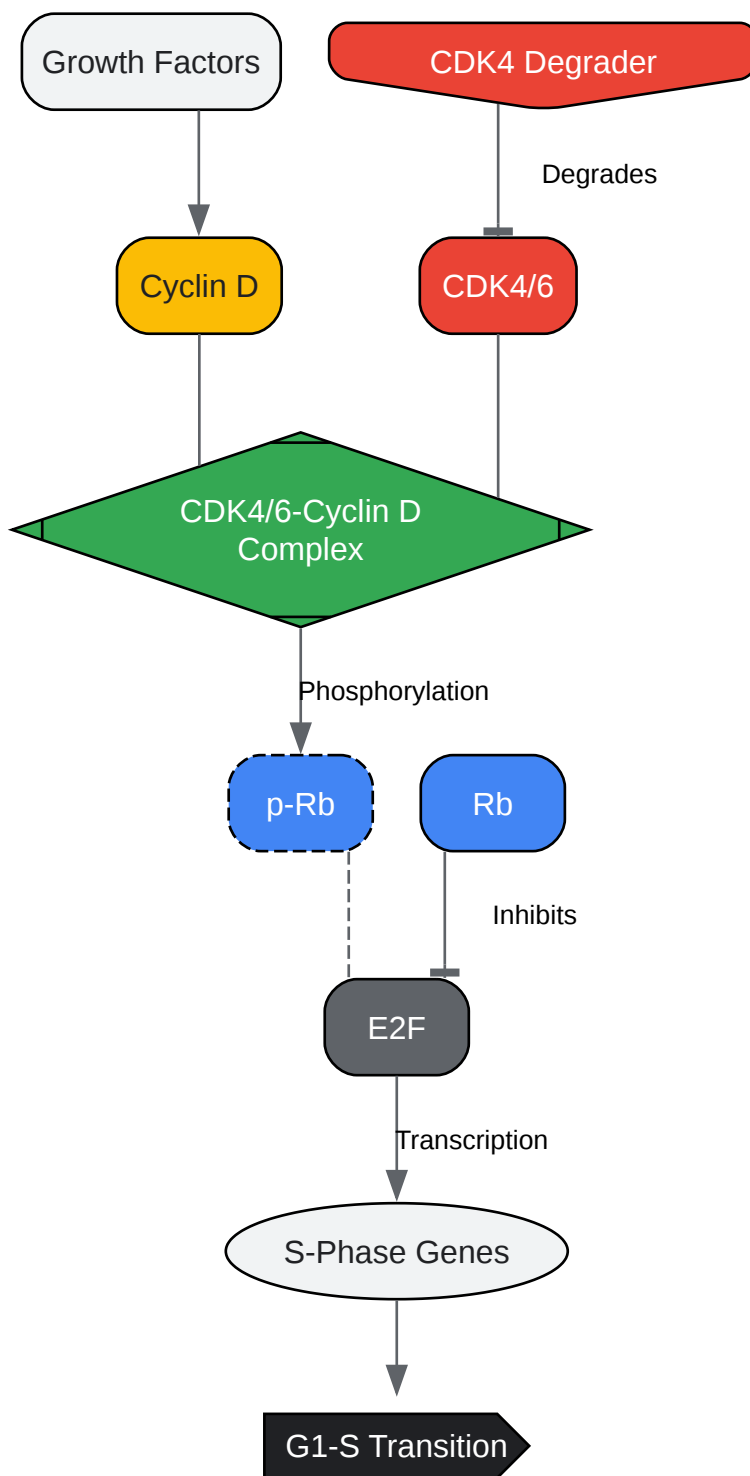 Growth Factors
CDK4 Degrader
Degrades
Cyclin D
CDK4/6
CDK4/6-Cyclin D
Complex
Phosphorylation
p-Rb
Rb
Inhibits
E2F
Transcription
S-Phase Genes
G1-S Transition